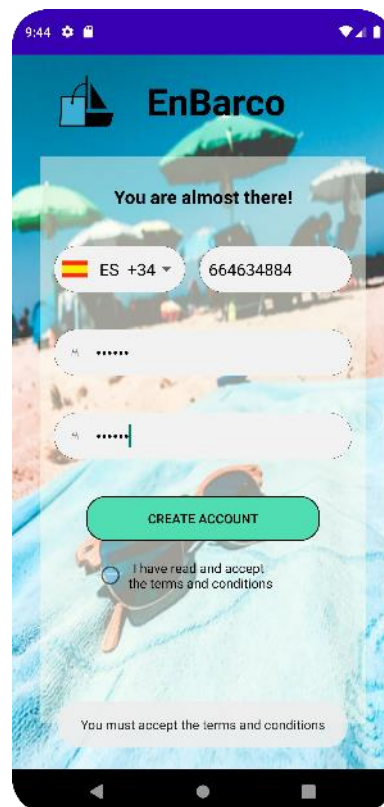 9:44
EnBarco
You are almost there!
ES +34
664634884
••••••
••••••
CREATE ACCOUNT
I have read and accept
the terms and conditions
You must accept the terms and conditions